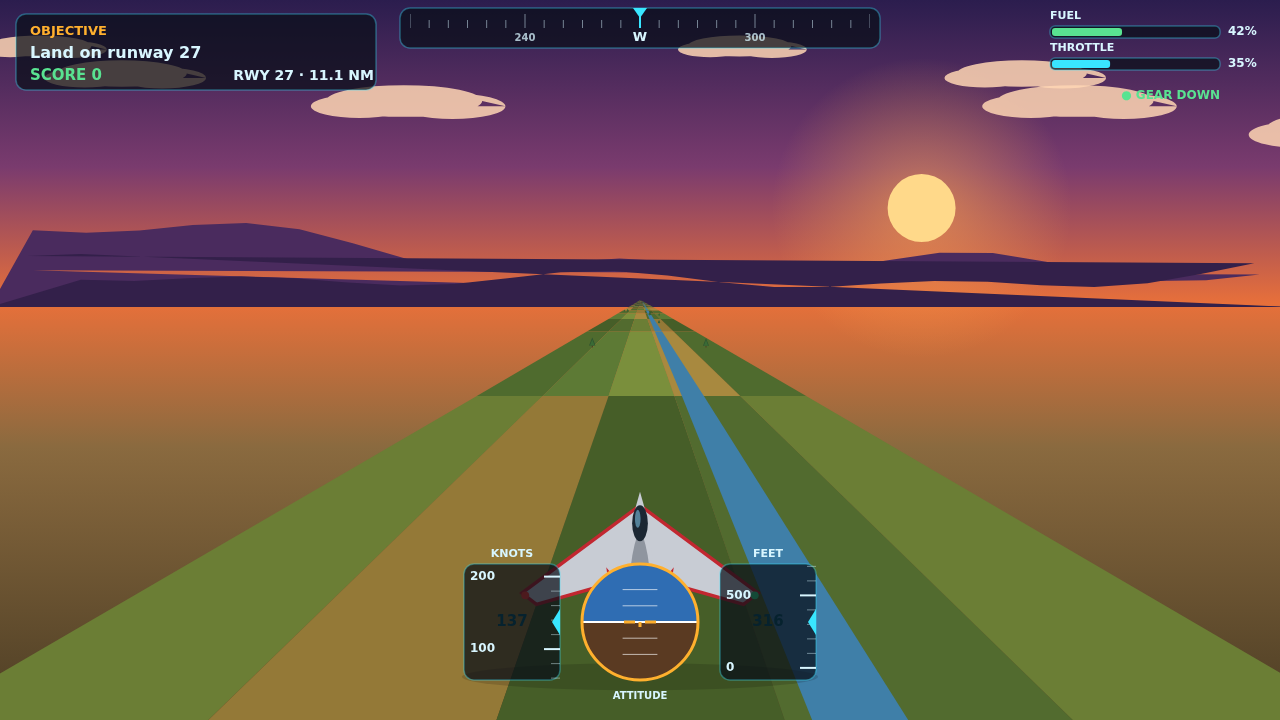 OBJECTIVE
Land on runway 27
SCORE 0
RWY 27 · 11.1 NM
240
W
300
FUEL
42%
THROTTLE
35%
GEAR DOWN
KNOTS
200
137
100
FEET
500
316
0
ATTITUDE